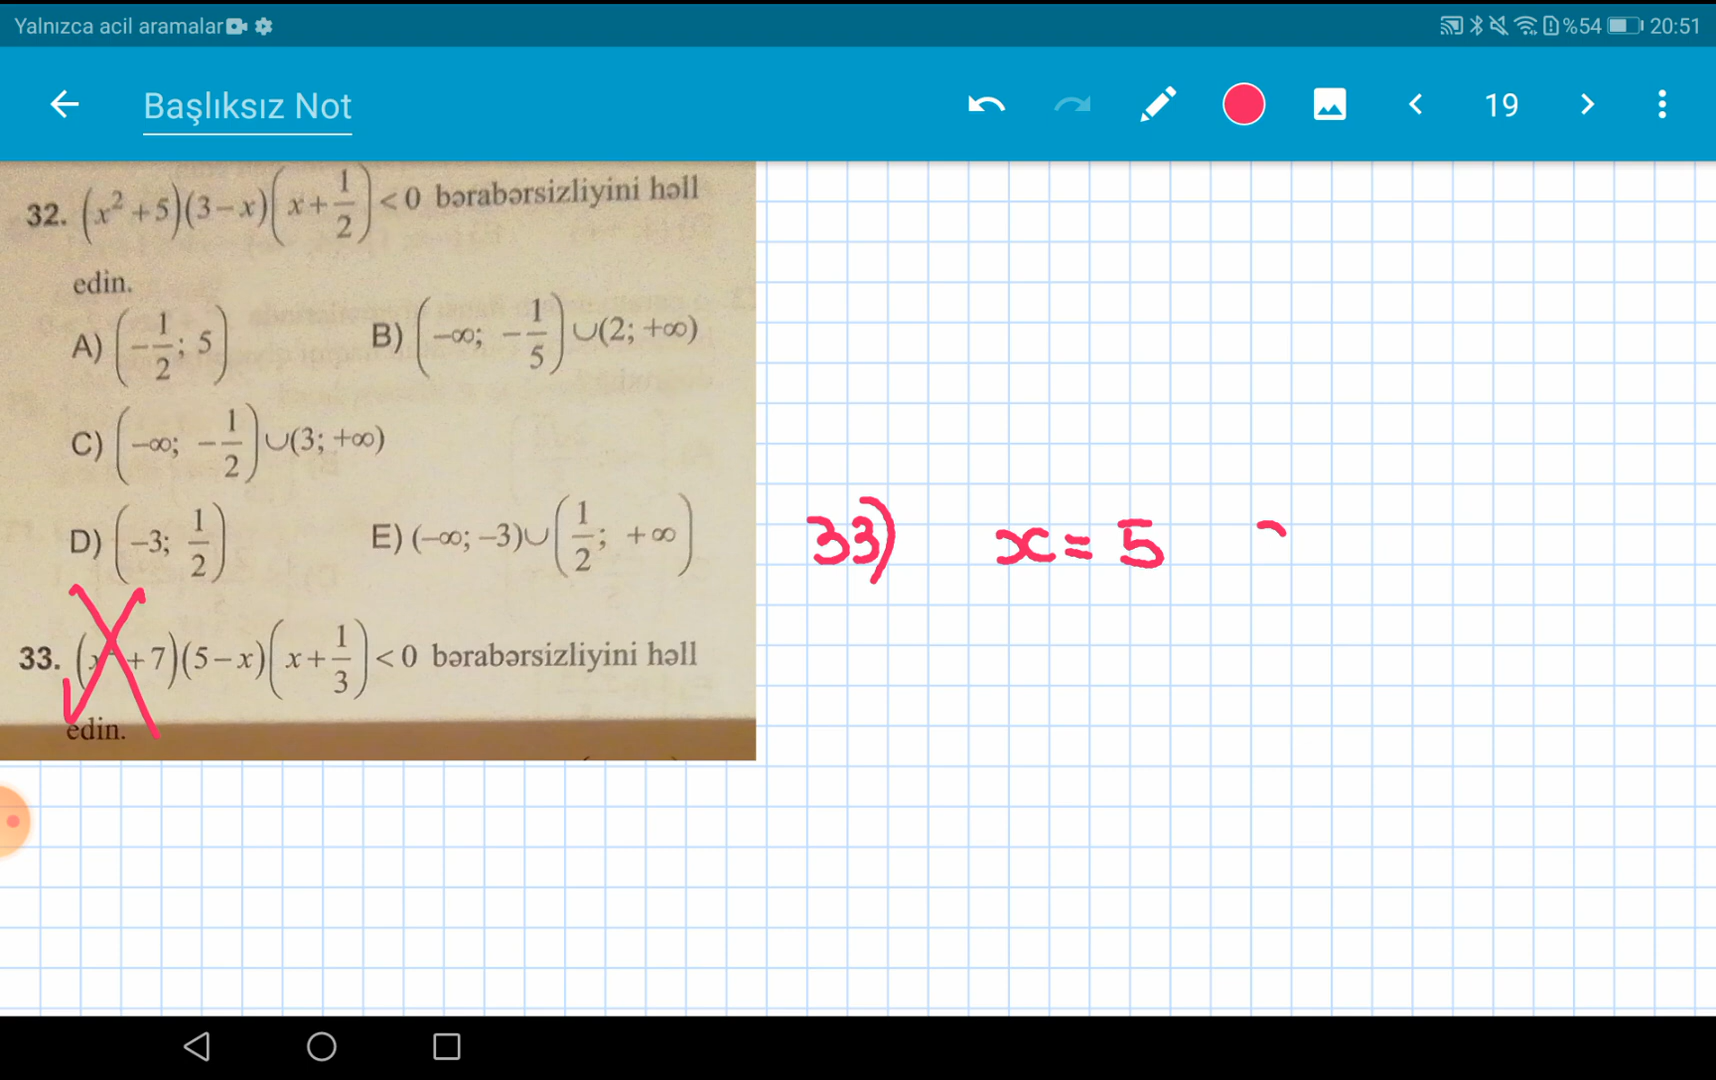 Yalnızca acil aramalar %54 20:51
Başlıksız Not 19
32. (x² + 5)(3 − x)(x + 1/2) < 0 bərabərsizliyini həll
edin.
A) (−1/2; 5) B) (−∞; −1/5) ∪ (2; +∞)
C) (−∞; −1/2) ∪ (3; +∞)
D) (−3; 1/2) E) (−∞; −3) ∪ (1/2; +∞)
33. (x² + 7)(5 − x)(x + 1/3) < 0 bərabərsizliyini həll
edin.
33) x = 5